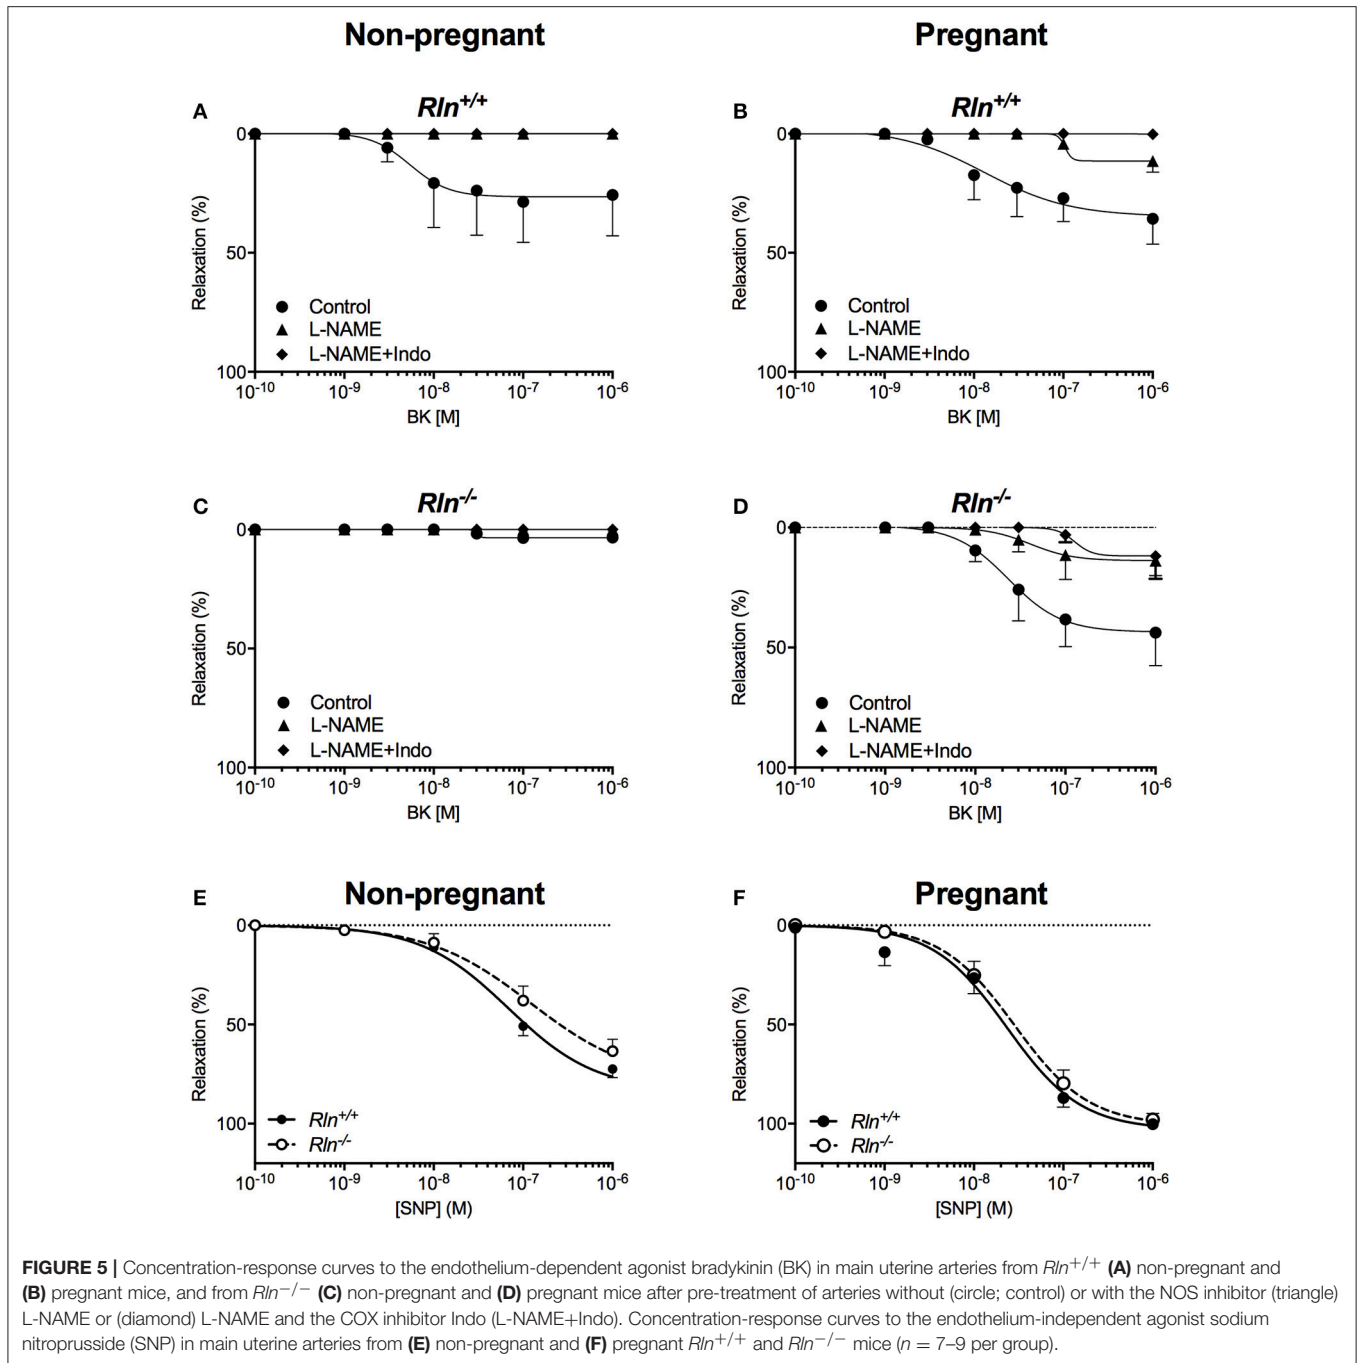 Non-pregnant
Pregnant
A
Rln+/+
0
50
100
Relaxation (%)
Control
L-NAME
L-NAME+Indo
10-10
10-9
10-8
10-7
10-6
BK [M]
B
Rln+/+
0
50
100
Relaxation (%)
Control
L-NAME
L-NAME+Indo
10-10
10-9
10-8
10-7
10-6
BK [M]
C
Rln-/-
0
50
100
Relaxation (%)
Control
L-NAME
L-NAME+Indo
10-10
10-9
10-8
10-7
10-6
BK [M]
D
Rln-/-
0
50
100
Relaxation (%)
Control
L-NAME
L-NAME+Indo
10-10
10-9
10-8
10-7
10-6
BK [M]
E
Non-pregnant
0
50
100
Relaxation (%)
Rln+/+
Rln-/-
10-10
10-9
10-8
10-7
10-6
[SNP] (M)
F
Pregnant
0
50
100
Relaxation (%)
Rln+/+
Rln-/-
10-10
10-9
10-8
10-7
10-6
[SNP] (M)
FIGURE 5 | Concentration-response curves to the endothelium-dependent agonist bradykinin (BK) in main uterine arteries from Rln+/+ (A) non-pregnant and
(B) pregnant mice, and from Rln−/− (C) non-pregnant and (D) pregnant mice after pre-treatment of arteries without (circle; control) or with the NOS inhibitor (triangle)
L-NAME or (diamond) L-NAME and the COX inhibitor Indo (L-NAME+Indo). Concentration-response curves to the endothelium-independent agonist sodium
nitroprusside (SNP) in main uterine arteries from (E) non-pregnant and (F) pregnant Rln+/+ and Rln−/− mice (n = 7–9 per group).